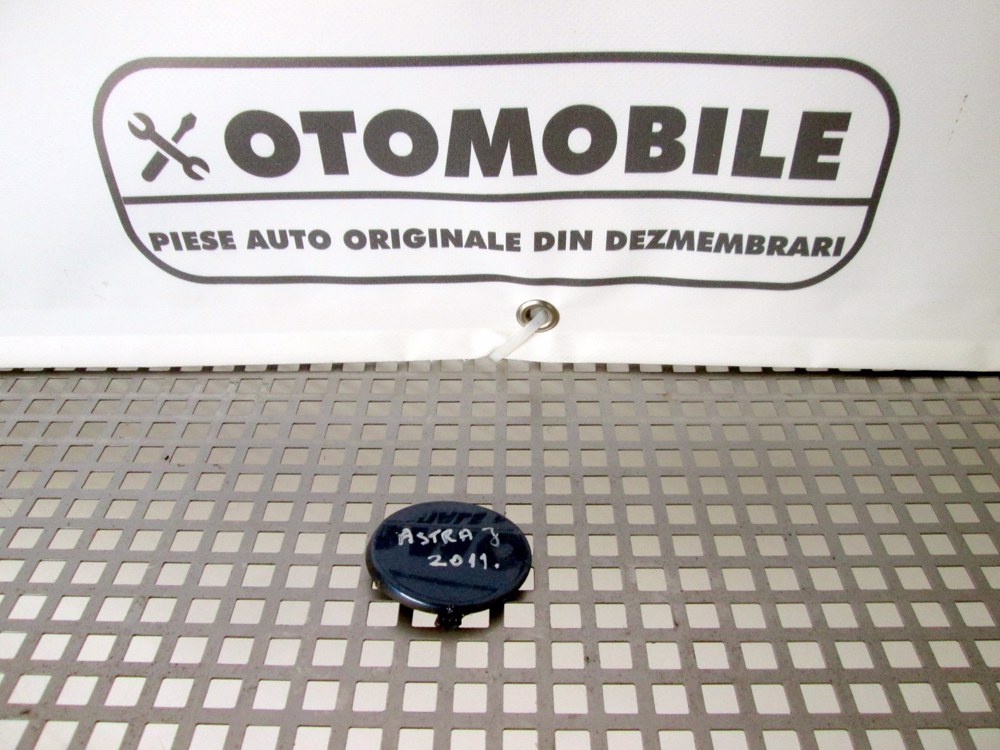 OTOMOBILE
PIESE AUTO ORIGINALE DIN DEZMEMBRARI
ASTRA J
2011.